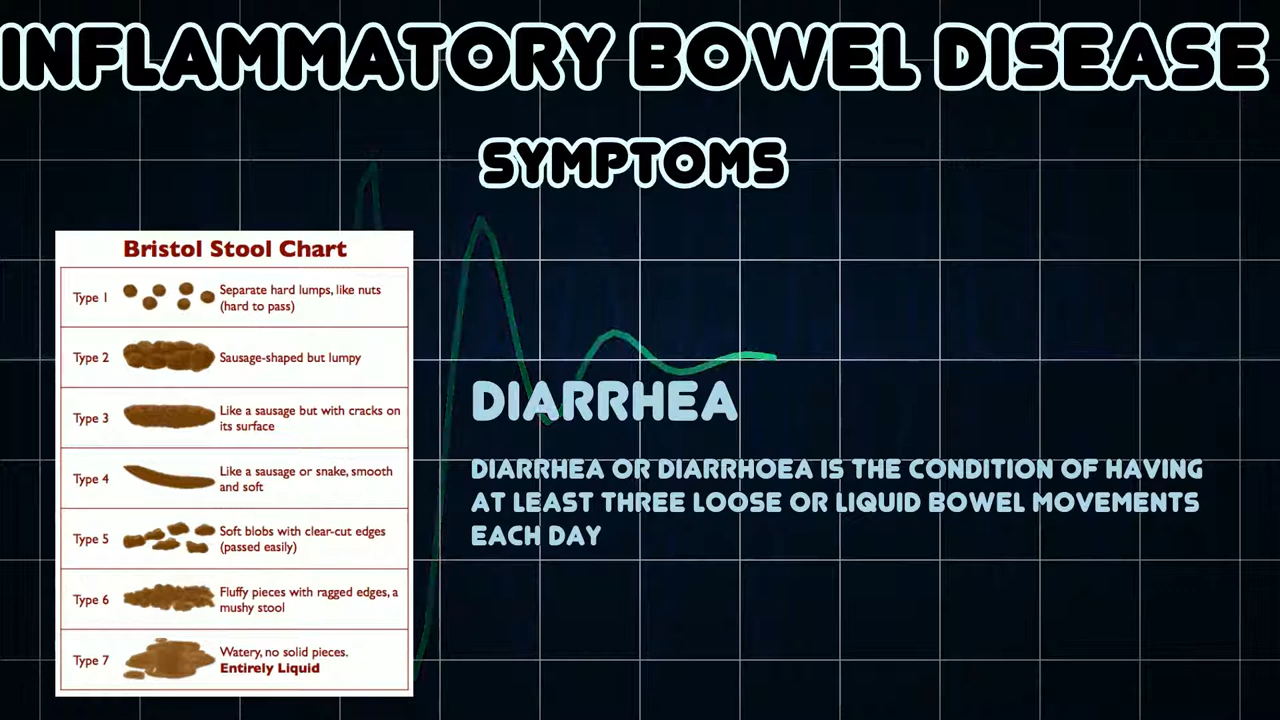 INFLAMMATORY BOWEL DISEASE
SYMPTOMS
Bristol Stool Chart
Type 1
Separate hard lumps, like nuts
(hard to pass)
Type 2
Sausage-shaped but lumpy
Type 3
Like a sausage but with cracks on
its surface
Type 4
Like a sausage or snake, smooth
and soft
Type 5
Soft blobs with clear-cut edges
(passed easily)
Type 6
Fluffy pieces with ragged edges, a
mushy stool
Type 7
Watery, no solid pieces.
Entirely Liquid
DIARRHEA
DIARRHEA OR DIARRHOEA IS THE CONDITION OF HAVING
AT LEAST THREE LOOSE OR LIQUID BOWEL MOVEMENTS
EACH DAY